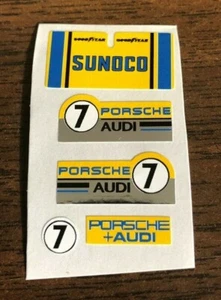 GOODYEAR GOODYEAR
SUNOCO
7 PORSCHE
AUDI
PORSCHE 7
AUDI
7 PORSCHE
+AUDI